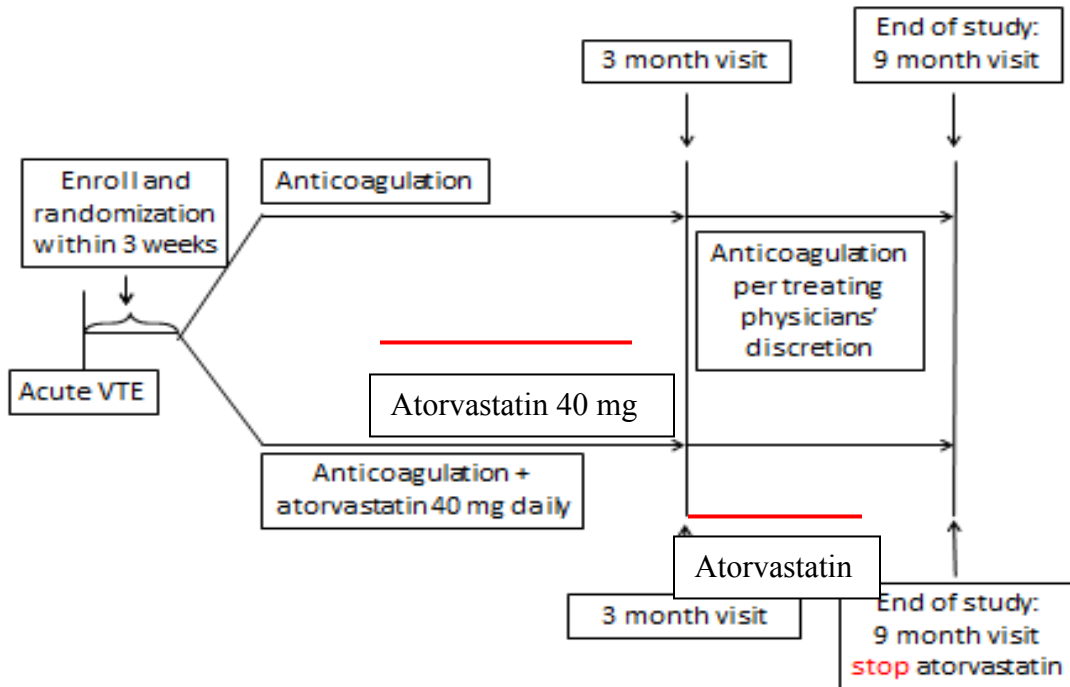 End of study:
9 month visit
3 month visit
Enroll and
randomization
within 3 weeks
Anticoagulation
Anticoagulation
per treating
physicians'
discretion
Acute VTE
Atorvastatin 40 mg
Anticoagulation +
atorvastatin 40 mg daily
Atorvastatin
3 month visit
End of study:
9 month visit
stop atorvastatin